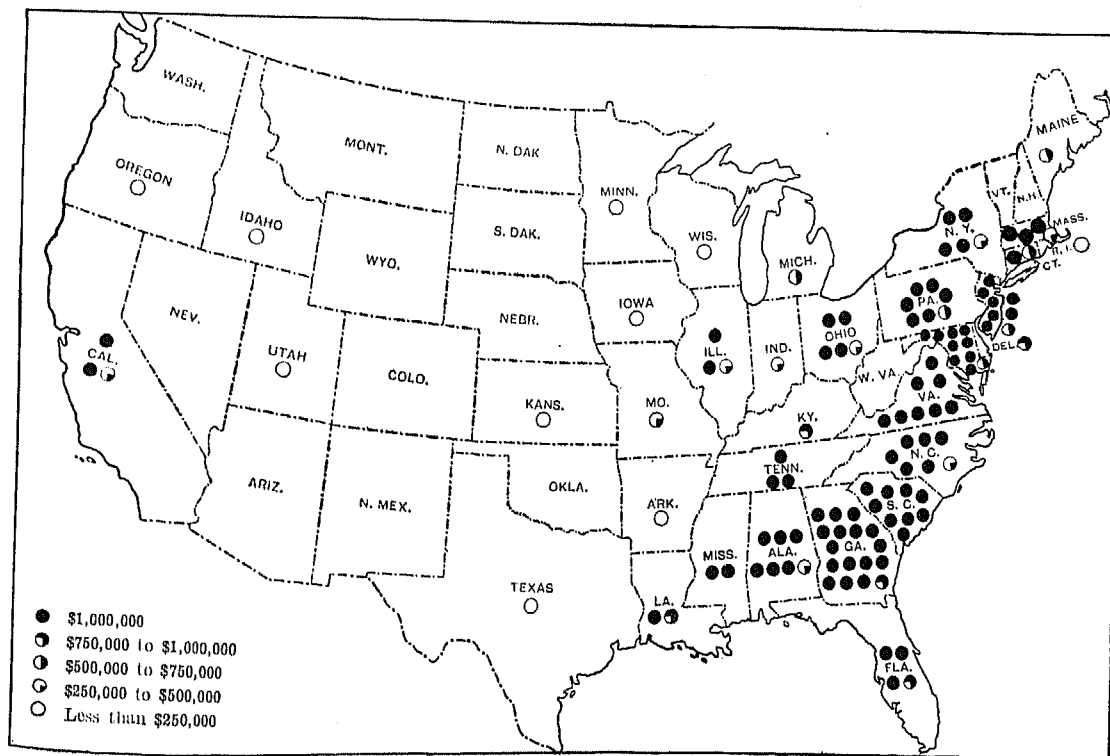 WASH.
OREGON
IDAHO
MONT.
N. DAK
S. DAK.
WYO.
NEBR.
NEV.
UTAH
COLO.
KANS.
CAL.
ARIZ.
N. MEX.
OKLA.
TEXAS
MINN.
IOWA
MO.
ARK.
LA.
WIS.
MICH.
ILL.
IND.
OHIO
KY.
TENN.
MISS.
ALA.
GA.
FLA.
S. C.
N. C.
VA.
W. VA.
PA.
N. Y.
VT.
N.H.
MAINE
MASS.
R. I.
CT.
DEL.
$1,000,000
$750,000 to $1,000,000
$500,000 to $750,000
$250,000 to $500,000
Less than $250,000